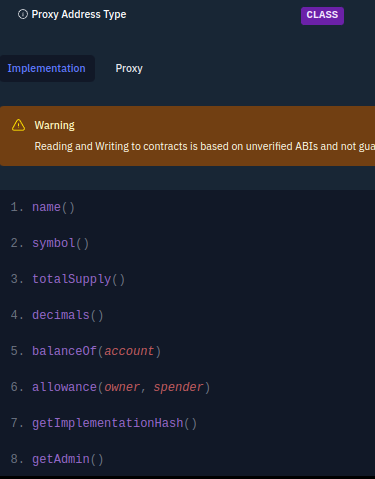 Proxy Address Type
CLASS
Implementation
Proxy
Warning
Reading and Writing to contracts is based on unverified ABIs and not gua
1. name()
2. symbol()
3. totalSupply()
4. decimals()
5. balanceOf(account)
6. allowance(owner, spender)
7. getImplementationHash()
8. getAdmin()